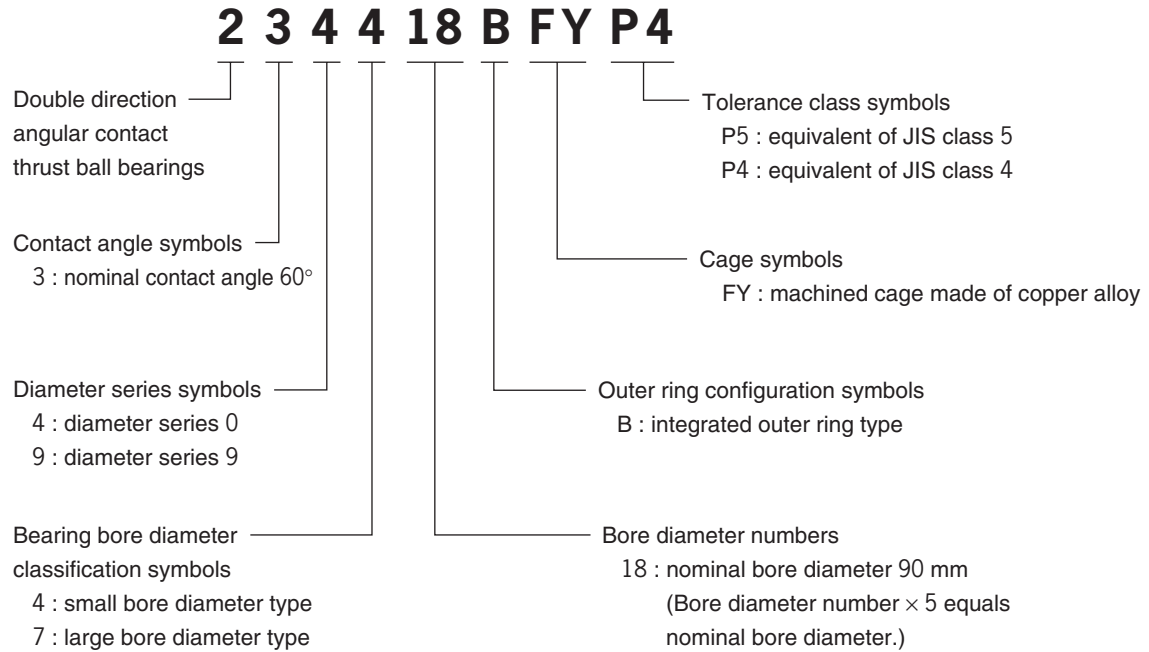 2 3 4 4 18 B FY P4
Double direction
angular contact
thrust ball bearings
Contact angle symbols
3 : nominal contact angle 60°
Diameter series symbols
4 : diameter series 0
9 : diameter series 9
Bearing bore diameter
classification symbols
4 : small bore diameter type
7 : large bore diameter type
Tolerance class symbols
P5 : equivalent of JIS class 5
P4 : equivalent of JIS class 4
Cage symbols
FY : machined cage made of copper alloy
Outer ring configuration symbols
B : integrated outer ring type
Bore diameter numbers
18 : nominal bore diameter 90 mm
(Bore diameter number × 5 equals
nominal bore diameter.)